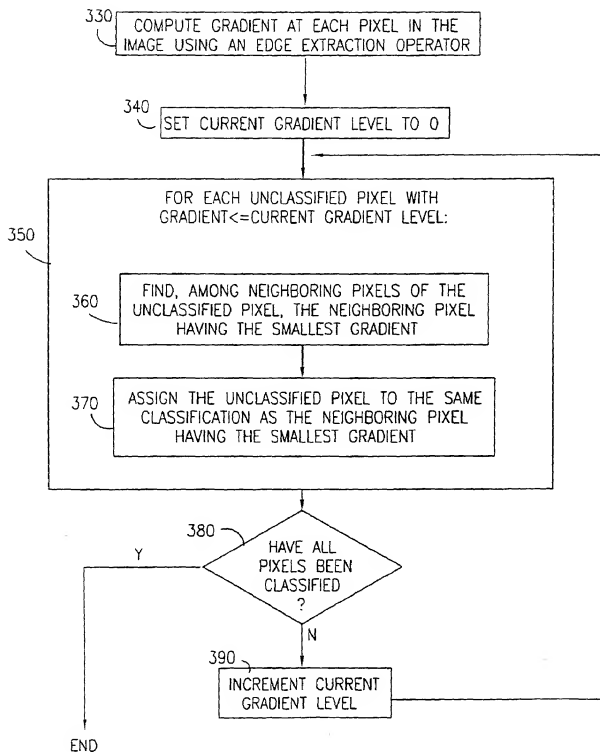 330
COMPUTE GRADIENT AT EACH PIXEL IN THE
IMAGE USING AN EDGE EXTRACTION OPERATOR
340
SET CURRENT GRADIENT LEVEL TO 0
350
FOR EACH UNCLASSIFIED PIXEL WITH
GRADIENT<=CURRENT GRADIENT LEVEL:
360
FIND, AMONG NEIGHBORING PIXELS OF THE
UNCLASSIFIED PIXEL, THE NEIGHBORING PIXEL
HAVING THE SMALLEST GRADIENT
370
ASSIGN THE UNCLASSIFIED PIXEL TO THE SAME
CLASSIFICATION AS THE NEIGHBORING PIXEL
HAVING THE SMALLEST GRADIENT
380
HAVE ALL
PIXELS BEEN
CLASSIFIED
?
Y
N
390
INCREMENT CURRENT
GRADIENT LEVEL
END